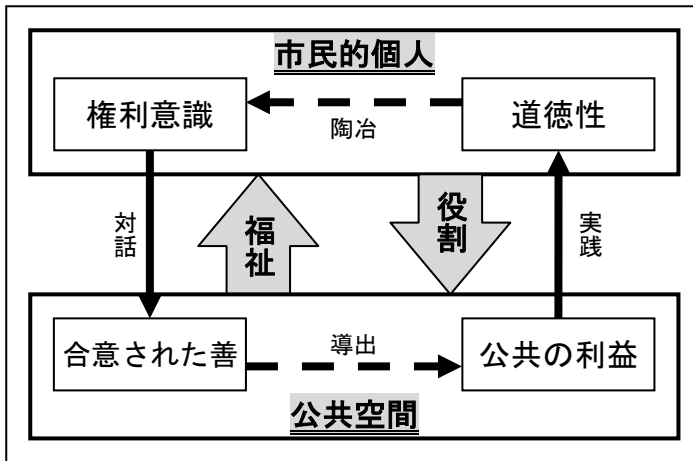 市民的個人
権利意識
陶冶
道徳性
対話
福祉
役割
実践
合意された善
導出
公共の利益
公共空間